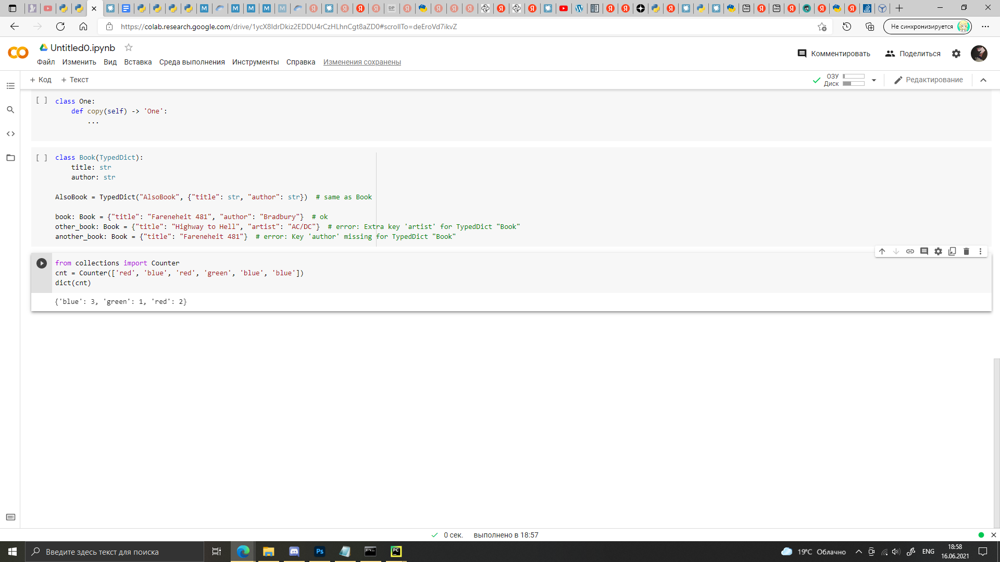 https://colab.research.google.com/drive/1ycX8IdrDkiz2EDDU4rCzHLhnCgt8aZD0#scrollTo=deEroVd7ikvZ
Не синхронизируется
Untitled0.ipynb
Комментировать
Поделиться
Файл Изменить Вид Вставка Среда выполнения Инструменты Справка Изменения сохранены
+ Код + Текст
ОЗУ
Диск
Редактирование
[ ] class One:
def copy(self) -> 'One':
...
[ ] class Book(TypedDict):
title: str
author: str
AlsoBook = TypedDict("AlsoBook", {"title": str, "author": str})  # same as Book
book: Book = {"title": "Fareneheit 481", "author": "Bradbury"}  # ok
other_book: Book = {"title": "Highway to Hell", "artist": "AC/DC"}  # error: Extra key 'artist' for TypedDict "Book"
another_book: Book = {"title": "Fareneheit 481"}  # error: Key 'author' missing for TypedDict "Book"
from collections import Counter
cnt = Counter(['red', 'blue', 'red', 'green', 'blue', 'blue'])
dict(cnt)
{'blue': 3, 'green': 1, 'red': 2}
0 сек. выполнено в 18:57
Введите здесь текст для поиска
Ps
PC
19°C Облачно
ENG
18:58
16.06.2021